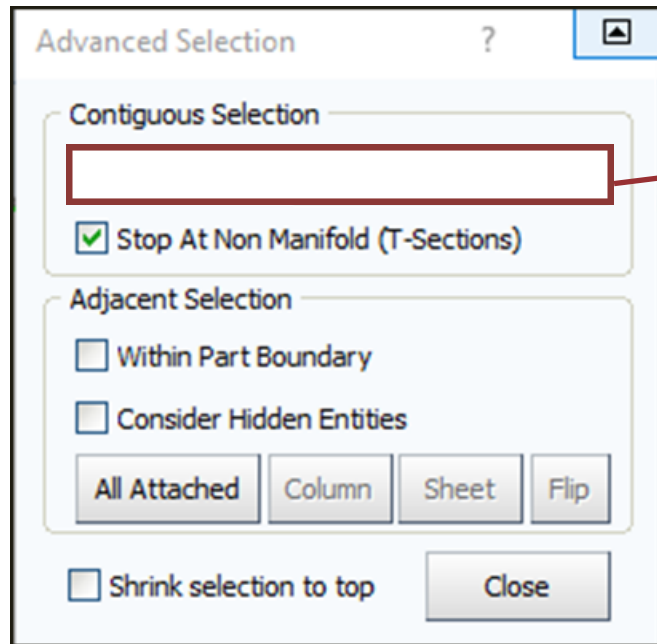 Advanced Selection ?
Contiguous Selection
Stop At Non Manifold (T-Sections)
Adjacent Selection
Within Part Boundary
Consider Hidden Entities
All Attached Column Sheet Flip
Shrink selection to top Close